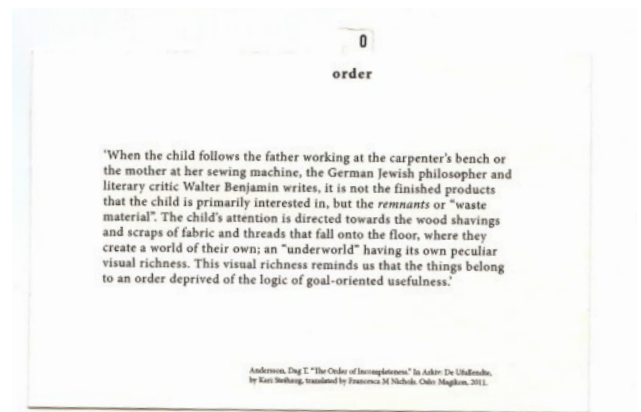 0
order
‘When the child follows the father working at the carpenter’s bench or
the mother at her sewing machine, the German Jewish philosopher and
literary critic Walter Benjamin writes, it is not the finished products
that the child is primarily interested in, but the remnants or “waste
material”. The child’s attention is directed towards the wood shavings
and scraps of fabric and threads that fall onto the floor, where they
create a world of their own; an “underworld” having its own peculiar
visual richness. This visual richness reminds us that the things belong
to an order deprived of the logic of goal-oriented usefulness.’
Andersson, Dag T. “The Order of Incompleteness.” In Arkiv: De Ufullendte,
by Kari Steihaug, translated by Francesca M Nichols. Oslo: Magikon, 2011.